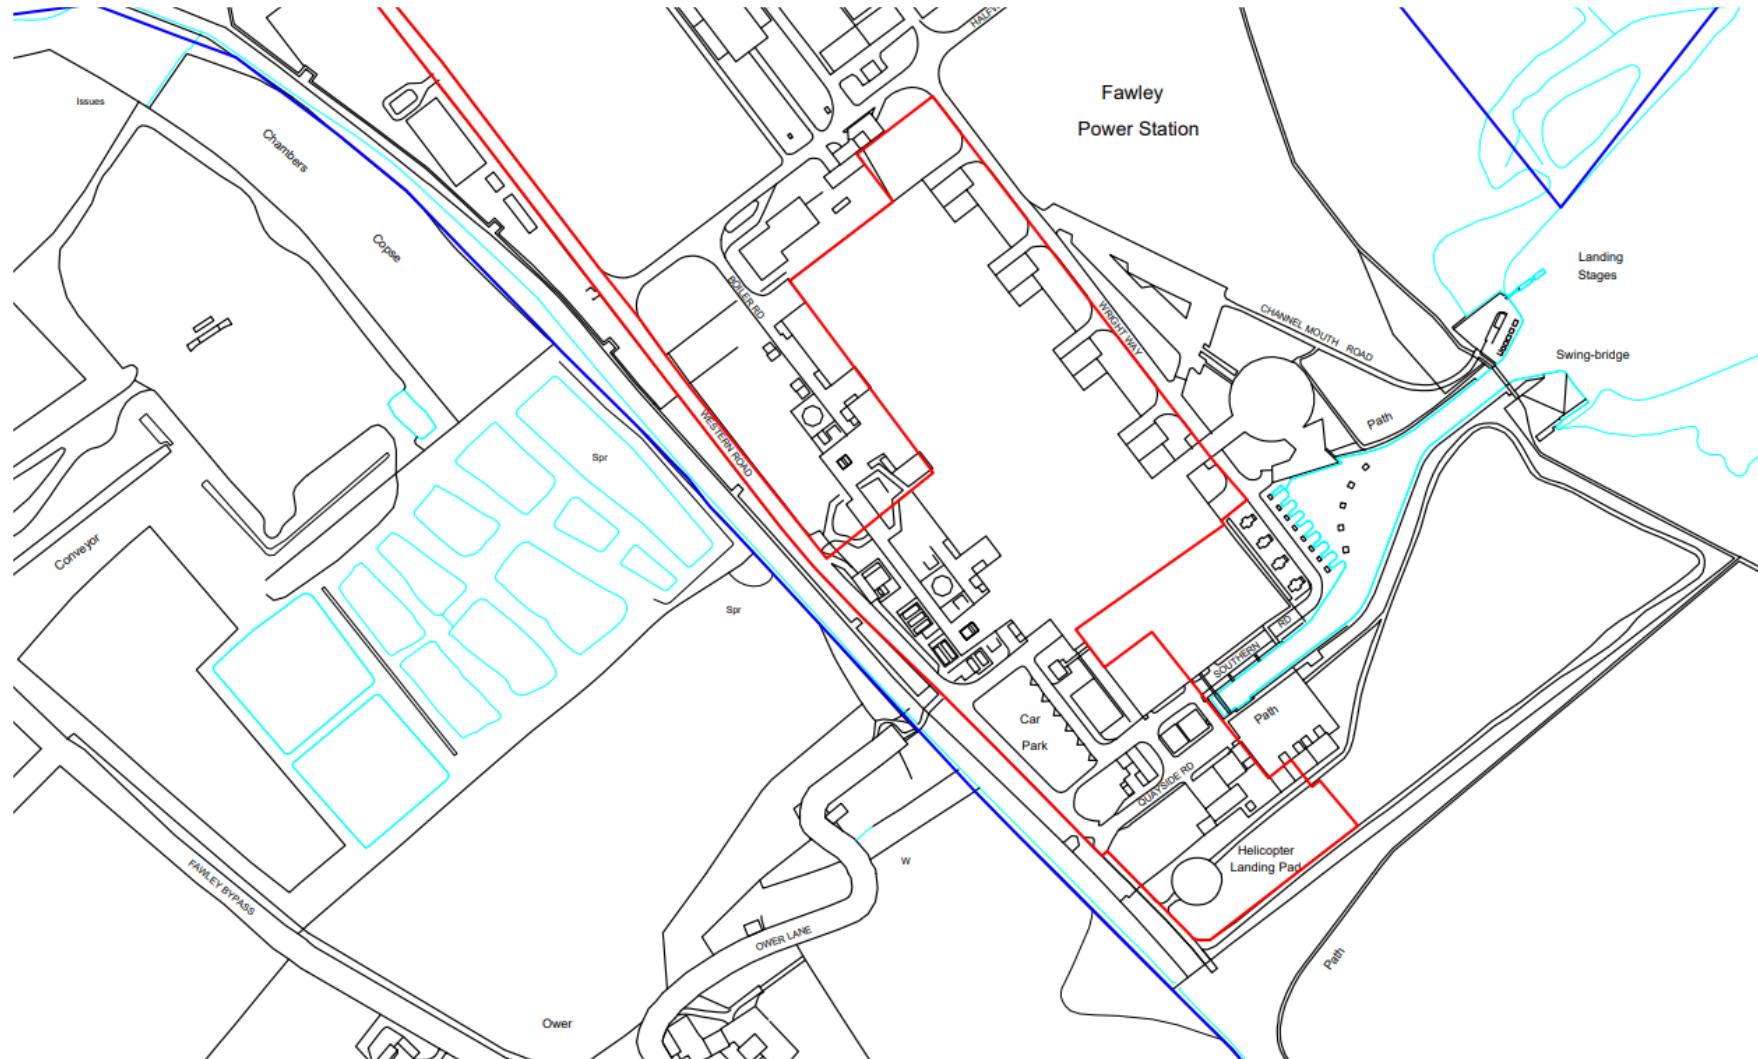 HALFW
Fawley
Power Station
Issues
Chambers
Copse
Landing
Stages
BOILER RD
WRIGHT WAY
CHANNEL MOUTH ROAD
Swing-bridge
Path
WESTERN ROAD
Spr
Conveyor
Spr
SOUTHERN
RD
Path
Car
Park
QUAYSIDE RD
Helicopter
Landing Pad
W
FAWLEY BYPASS
OWER LANE
Path
Ower